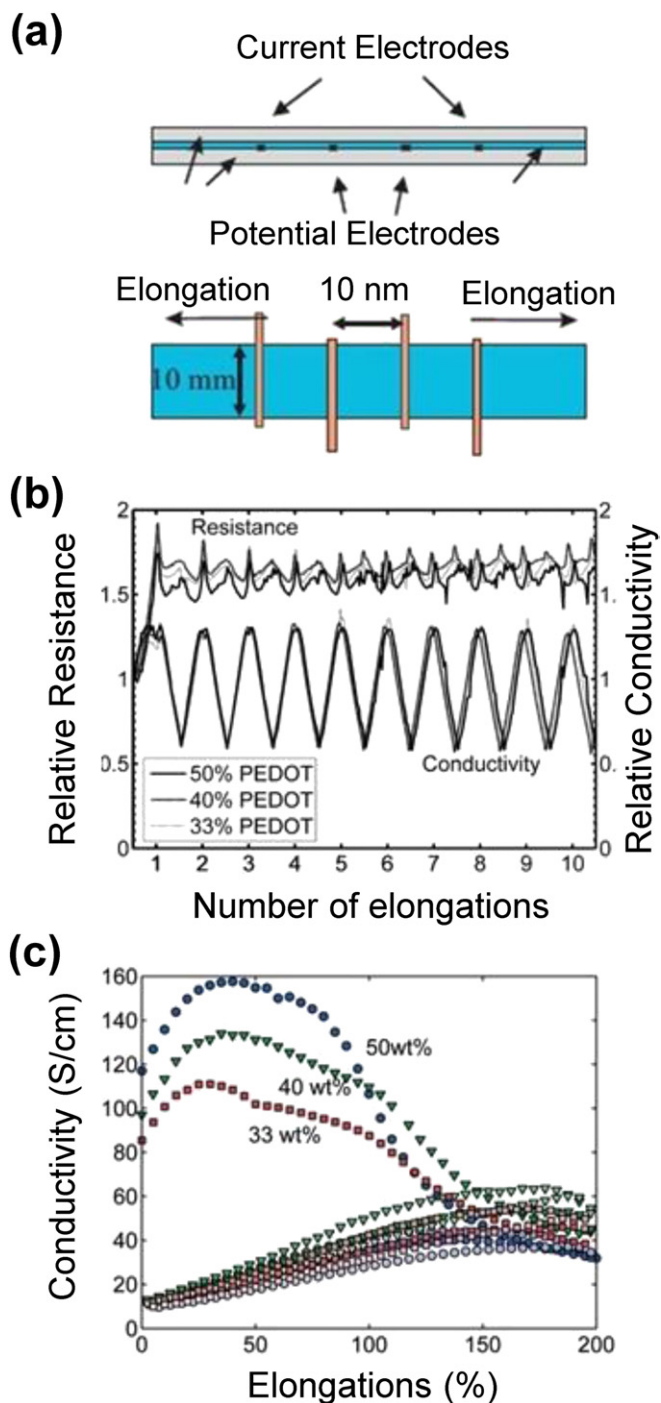 (a)
Current Electrodes
Potential Electrodes
Elongation
10 nm
Elongation
10 mm
(b)
Relative Resistance
2
1.5
1
0.5
0
Resistance
Conductivity
50% PEDOT
40% PEDOT
33% PEDOT
2
1.
1
0.
0
Relative Conductivity
1 2 3 4 5 6 7 8 9 10
Number of elongations
(c)
Conductivity (S/cm)
160
140
120
100
80
60
40
20
0
50wt%
40 wt%
33 wt%
0 50 100 150 200
Elongations (%)